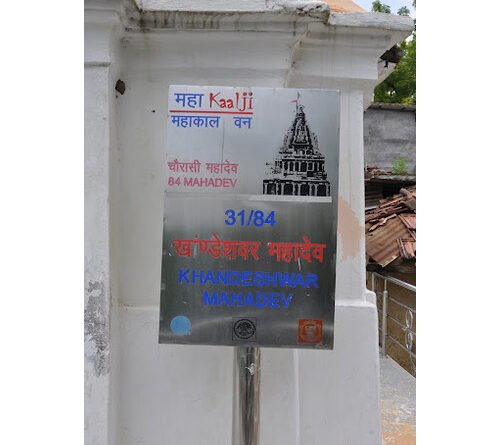 महा Kaalji
महाकाल वन
चौरासी महादेव
84 MAHADEV
31/84
खण्डेश्वर महादेव
KHANDESHWAR
MAHADEV